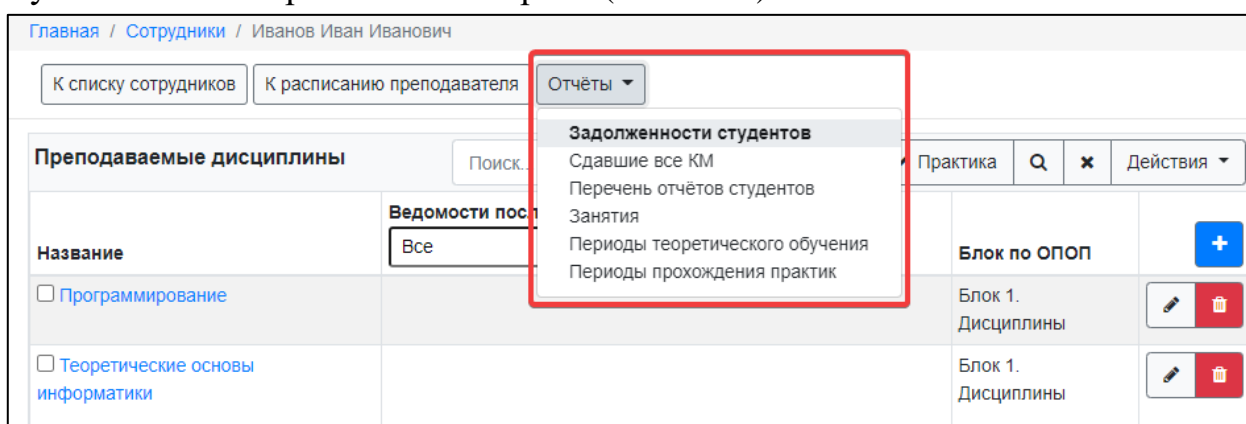 Главная / Сотрудники / Иванов Иван Иванович
К списку сотрудников К расписанию преподавателя Отчёты
Задолженности студентов
Сдавшие все КМ
Перечень отчётов студентов
Занятия
Периоды теоретического обучения
Периоды прохождения практик
Преподаваемые дисциплины Поиск.. Практика Действия
Название Ведомости посл Блок по ОПОП
Все
Программирование Блок 1.
Дисциплины
Теоретические основы Блок 1.
информатики Дисциплины